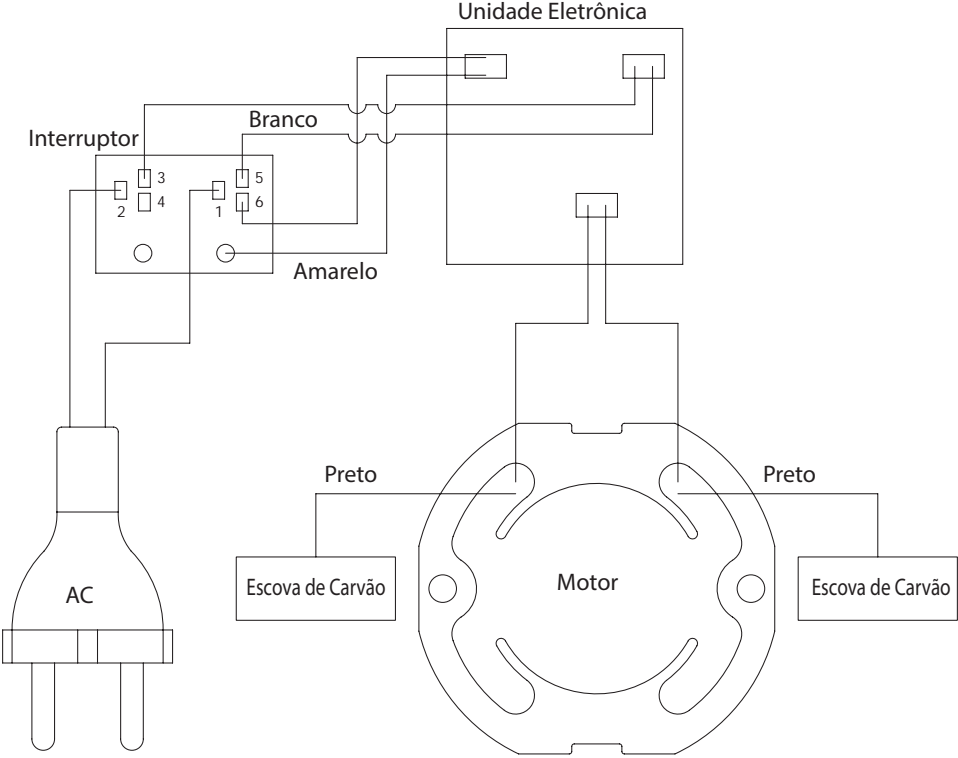 Unidade Eletrônica
Branco
Interruptor
3
5
2
4
1
6
Amarelo
Preto
Preto
AC
Escova de Carvão
Motor
Escova de Carvão